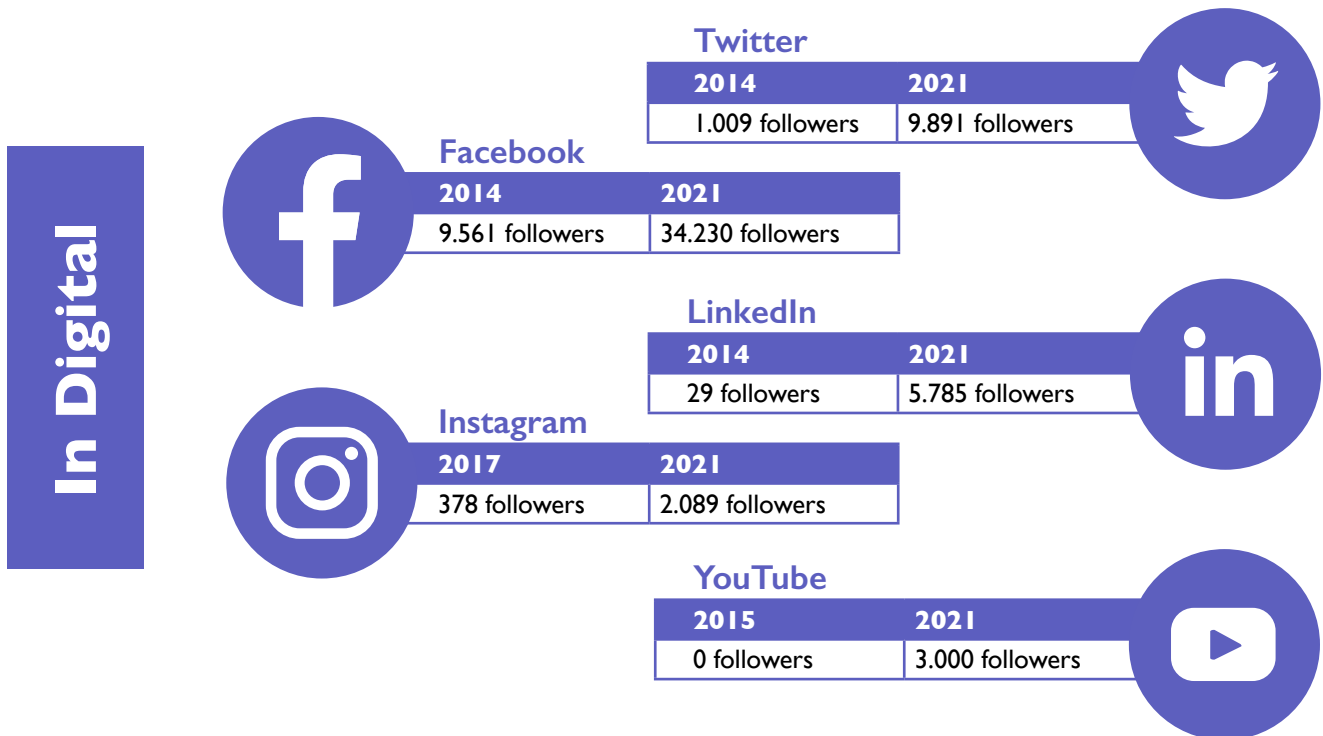 In Digital
Twitter
2014 2021
1.009 followers 9.891 followers
Facebook
2014 2021
9.561 followers 34.230 followers
LinkedIn
2014 2021
29 followers 5.785 followers
in
Instagram
2017 2021
378 followers 2.089 followers
YouTube
2015 2021
0 followers 3.000 followers